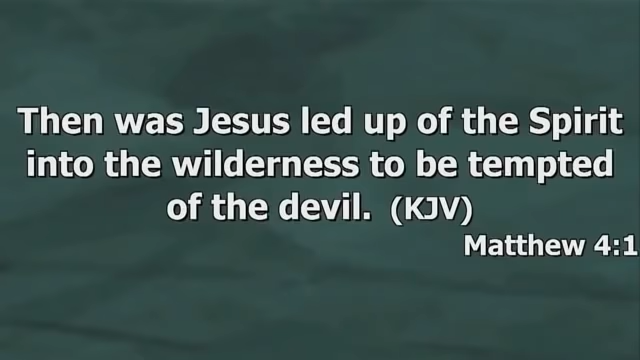 Then was Jesus led up of the Spirit
into the wilderness to be tempted
of the devil. (KJV)
Matthew 4:1